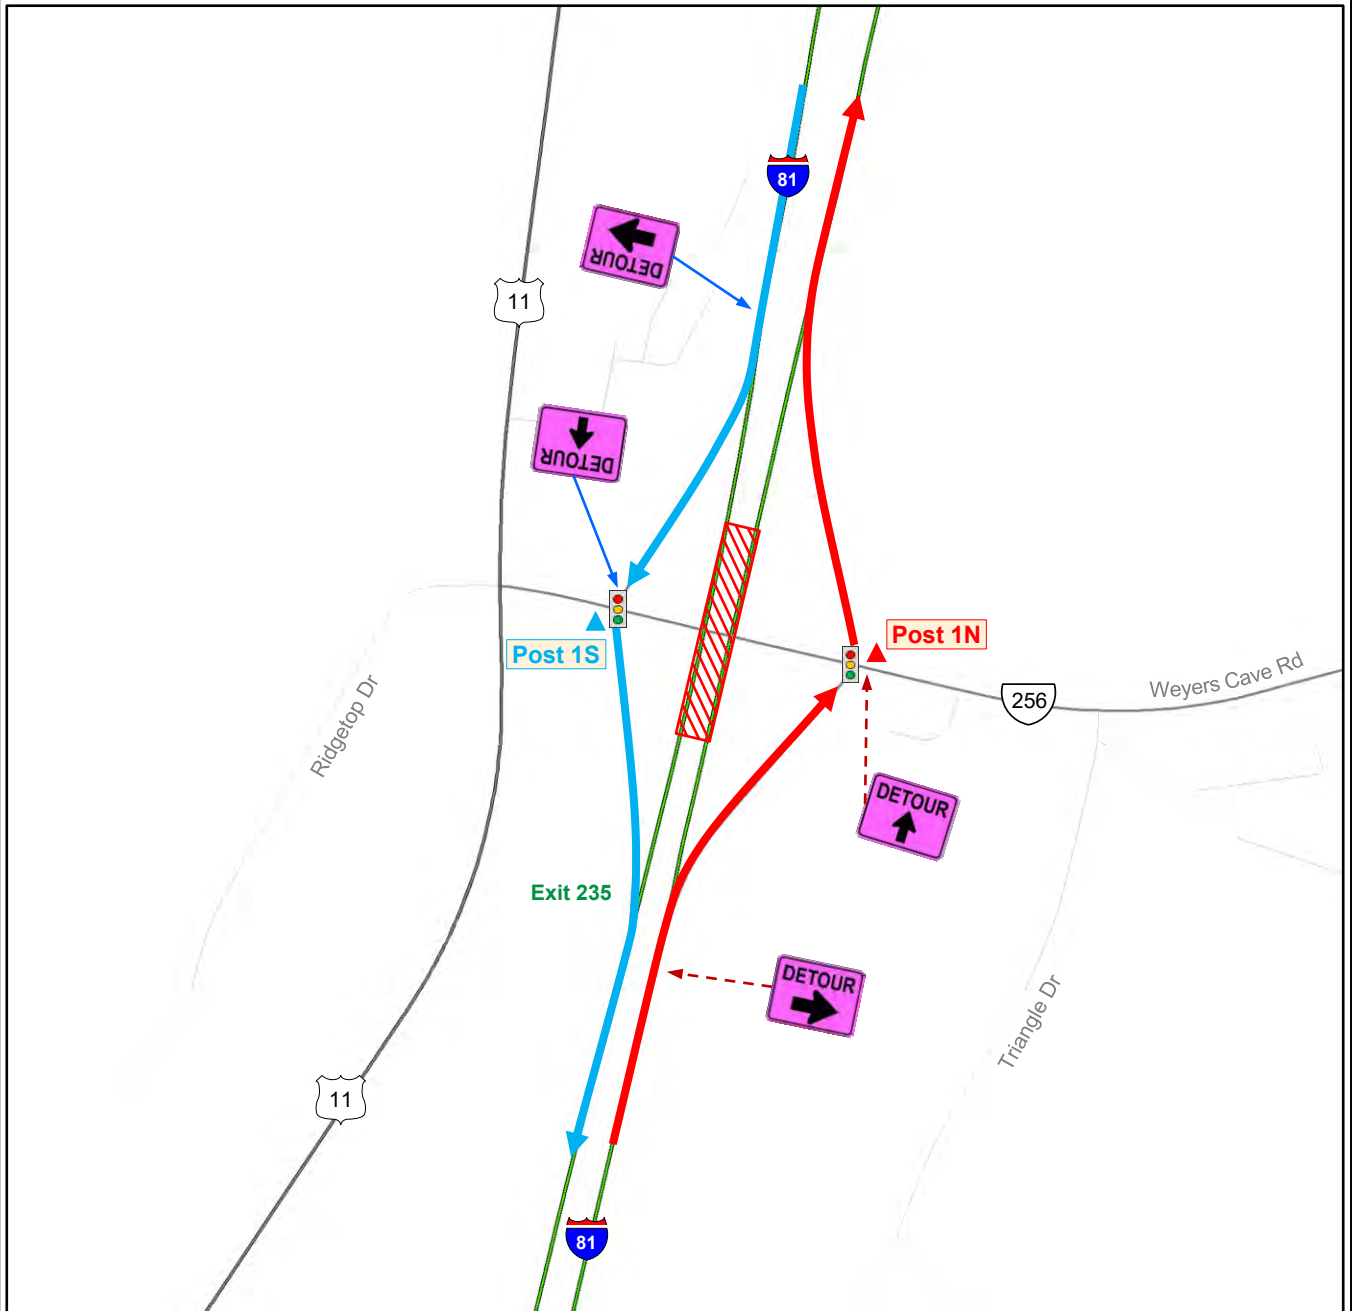 81
DETOUR
11
DETOUR
Post 1N
Post 1S
Weyers Cave Rd
256
Ridgetop Dr
DETOUR
Exit 235
DETOUR
Triangle Dr
11
81